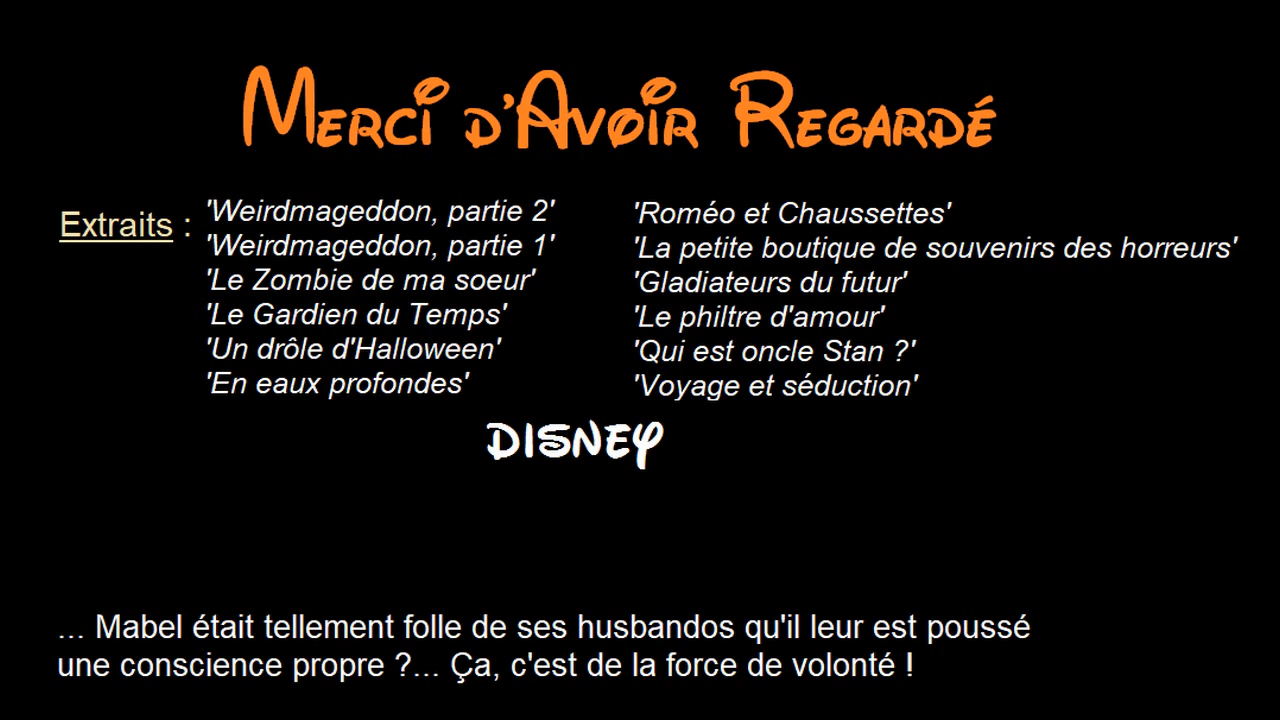 Merci d'Avoir Regardé
Extraits :
'Weirdmageddon, partie 2'
'Weirdmageddon, partie 1'
'Le Zombie de ma soeur'
'Le Gardien du Temps'
'Un drôle d'Halloween'
'En eaux profondes'
'Roméo et Chaussettes'
'La petite boutique de souvenirs des horreurs'
'Gladiateurs du futur'
'Le philtre d'amour'
'Qui est oncle Stan ?'
'Voyage et séduction'
DISNEY
... Mabel était tellement folle de ses husbandos qu'il leur est poussé
une conscience propre ?... Ça, c'est de la force de volonté !